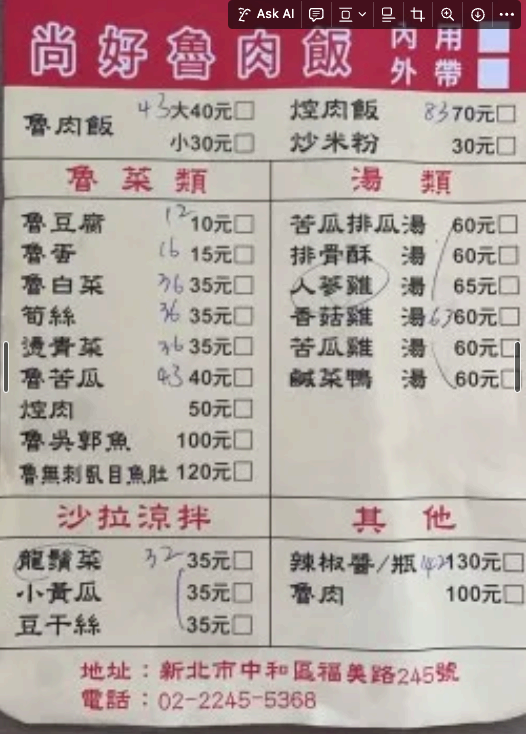 Ask AI
尚好魯肉飯
內用
外帶
魯肉飯 43 大40元
小30元
焢肉飯 83 70元
炒米粉 30元
魯菜類
魯豆腐 12 10元
魯蛋 16 15元
魯白菜 36 35元
筍絲 36 35元
燙青菜 36 35元
魯苦瓜 43 40元
焢肉 50元
魯吳郭魚 100元
魯無刺虱目魚肚 120元
湯類
苦瓜排瓜湯 60元
排骨酥湯 60元
人蔘雞湯 65元
香菇雞湯 63 60元
苦瓜雞湯 60元
鹹菜鴨湯 60元
沙拉涼拌
龍鬚菜 32 35元
小黃瓜 35元
豆干絲 35元
其他
辣椒醬/瓶 142 130元
魯肉 100元
地址：新北市中和區福美路245號
電話：02-2245-5368